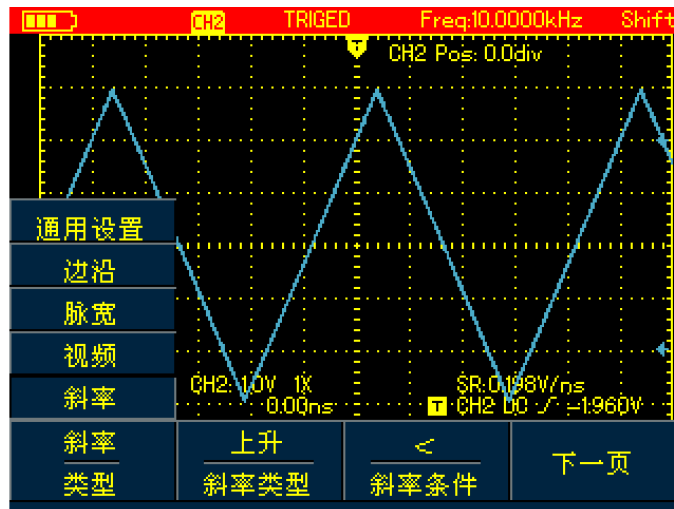 CH2 TRIGED Freq:10.0000kHz Shift
T
CH2 Pos: 0.0div
通用设置
边沿
脉宽
视频
斜率
CH2: 1.0V 1X SR:0.198V/ns
0.00ns T CH2 DC -1.960V
斜率 上升 < 下一页
类型 斜率类型 斜率条件